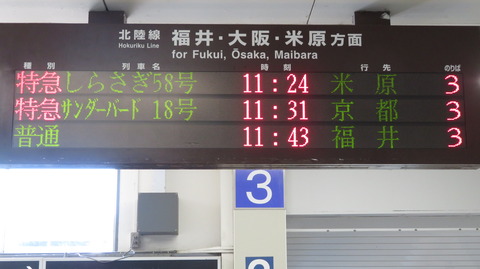 北陸線 福井・大阪・米原方面
Hokuriku Line for Fukui, Ōsaka, Maibara
種別 列車名 時刻 行先 のりば
特急 しらさぎ58号 11:24 米原 3
特急 サンダーバード 18号 11:31 京都 3
普通 11:43 福井 3
3